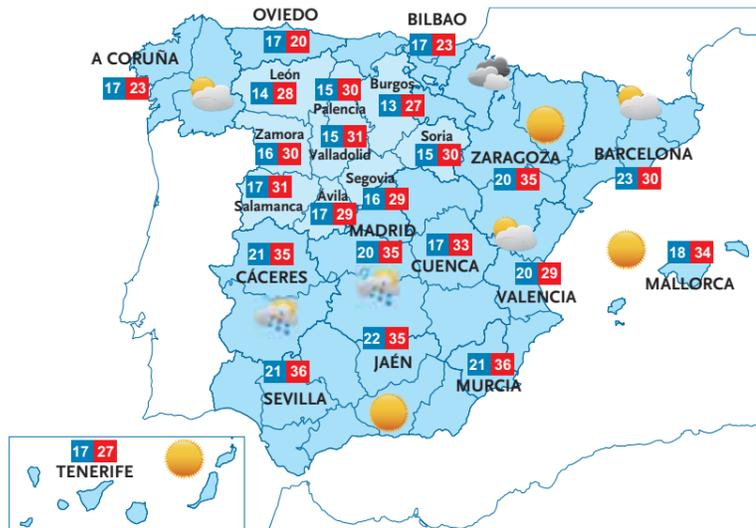 OVIEDO
17 20
BILBAO
17 23
A CORUÑA
17 23
León
14 28
15 30
Palencia
Burgos
13 27
Zamora
16 30
15 31
Valladolid
Soria
15 30
ZARAGOZA
20 35
BARCELONA
23 30
17 31
Salamanca
Ávila
17 29
Segovia
16 29
MADRID
20 35
17 33
CUENCA
21 35
CÁCERES
20 29
VALENCIA
18 34
MALLORCA
22 35
JAÉN
21 36
MURCIA
21 36
SEVILLA
17 27
TENERIFE